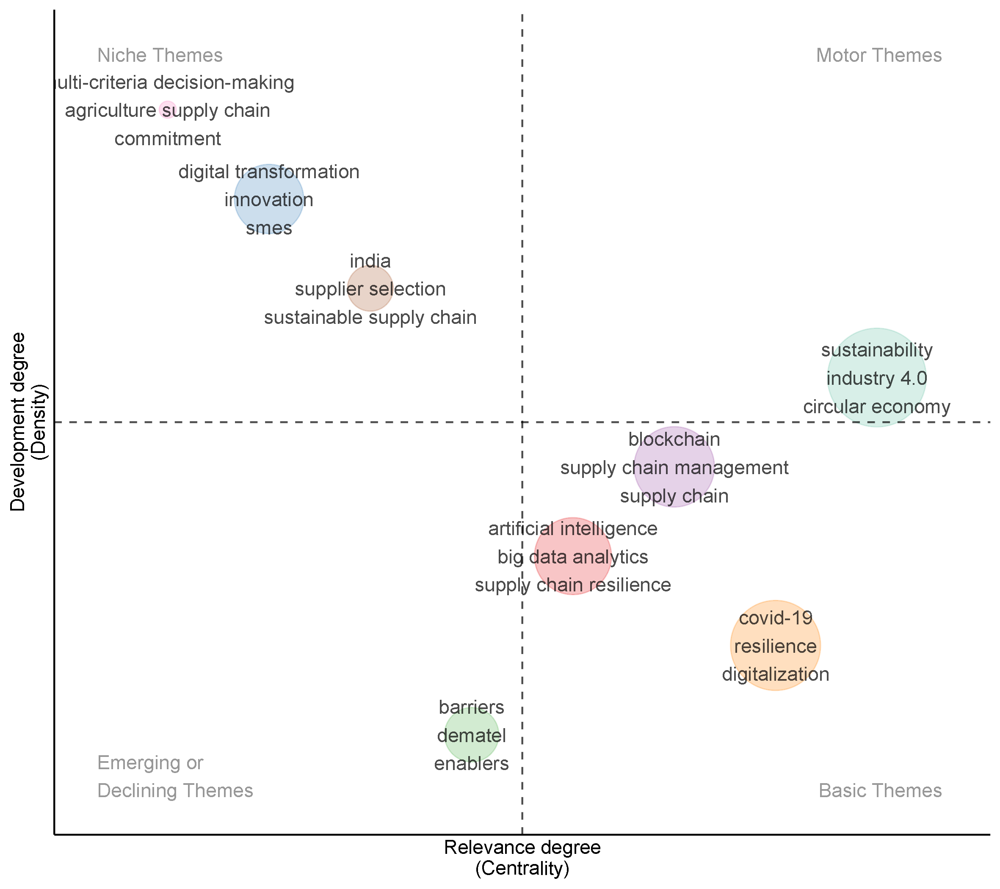 Niche Themes
Motor Themes
ulti-criteria decision-making
agriculture supply chain
commitment
digital transformation
innovation
smes
india
supplier selection
sustainable supply chain
sustainability
industry 4.0
circular economy
blockchain
supply chain management
supply chain
artificial intelligence
big data analytics
supply chain resilience
covid-19
resilience
digitalization
barriers
dematel
enablers
Emerging or
Declining Themes
Basic Themes
Development degree
(Density)
Relevance degree
(Centrality)